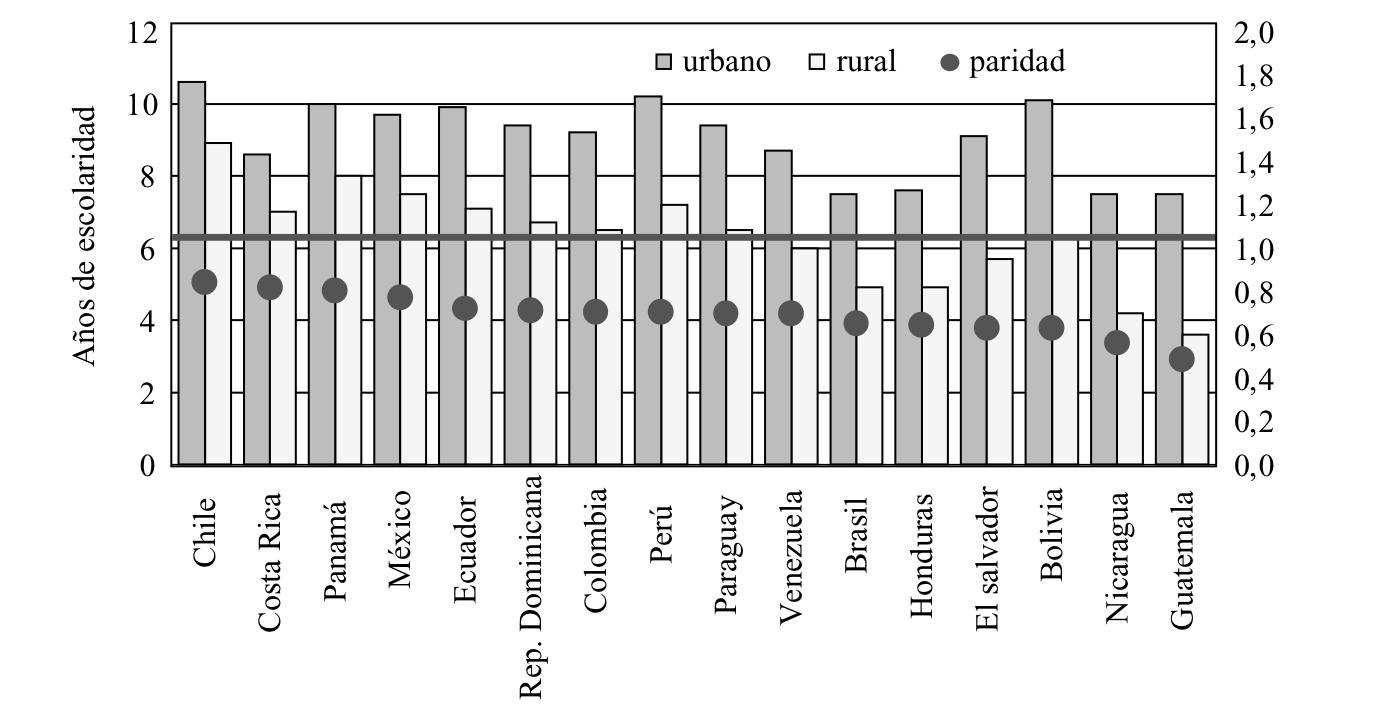 Años de escolaridad
12
10
8
6
4
2
0
urbano rural paridad
2,0
1,8
1,6
1,4
1,2
1,0
0,8
0,6
0,4
0,2
0,0
Chile
Costa Rica
Panamá
México
Ecuador
Rep. Dominicana
Colombia
Perú
Paraguay
Venezuela
Brasil
Honduras
El salvador
Bolivia
Nicaragua
Guatemala